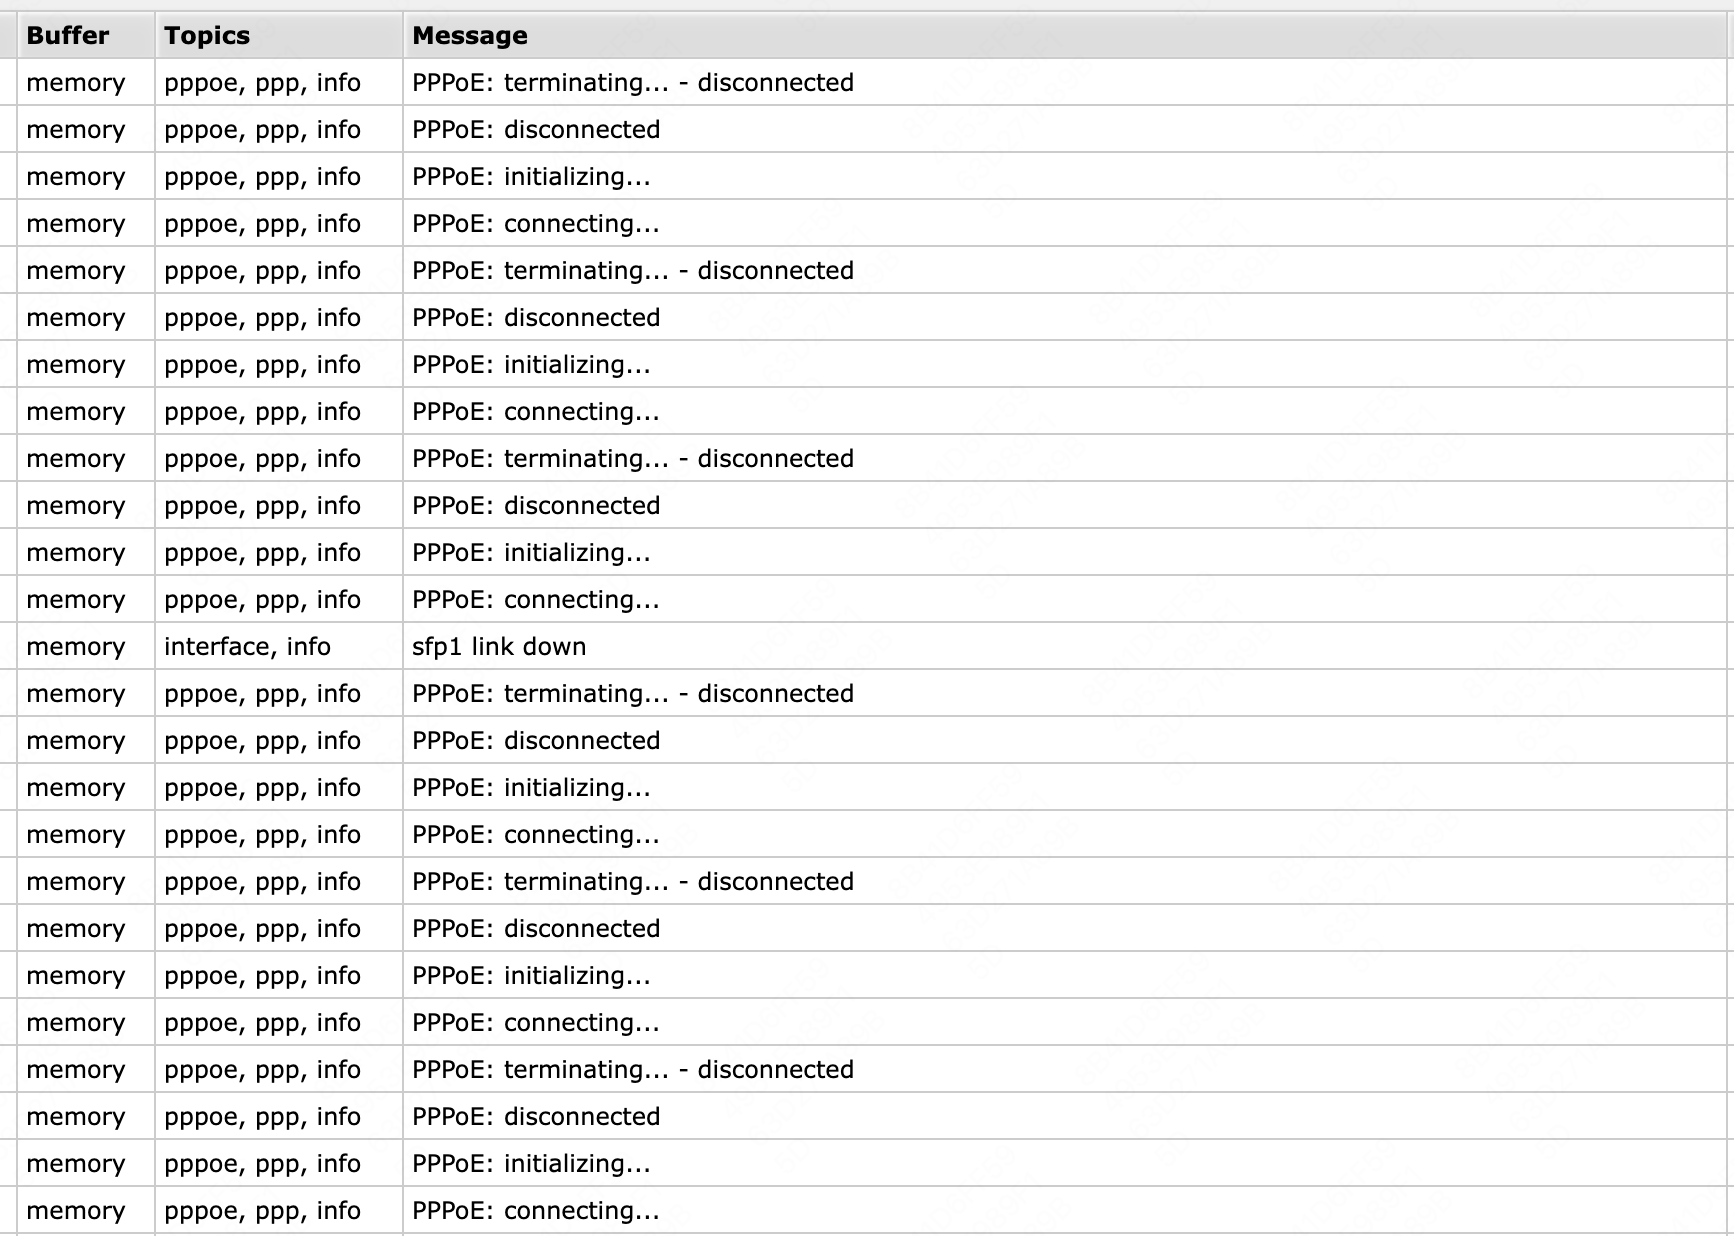 Buffer Topics Message
memory pppoe, ppp, info PPPoE: terminating... - disconnected
memory pppoe, ppp, info PPPoE: disconnected
memory pppoe, ppp, info PPPoE: initializing...
memory pppoe, ppp, info PPPoE: connecting...
memory pppoe, ppp, info PPPoE: terminating... - disconnected
memory pppoe, ppp, info PPPoE: disconnected
memory pppoe, ppp, info PPPoE: initializing...
memory pppoe, ppp, info PPPoE: connecting...
memory pppoe, ppp, info PPPoE: terminating... - disconnected
memory pppoe, ppp, info PPPoE: disconnected
memory pppoe, ppp, info PPPoE: initializing...
memory pppoe, ppp, info PPPoE: connecting...
memory interface, info sfp1 link down
memory pppoe, ppp, info PPPoE: terminating... - disconnected
memory pppoe, ppp, info PPPoE: disconnected
memory pppoe, ppp, info PPPoE: initializing...
memory pppoe, ppp, info PPPoE: connecting...
memory pppoe, ppp, info PPPoE: terminating... - disconnected
memory pppoe, ppp, info PPPoE: disconnected
memory pppoe, ppp, info PPPoE: initializing...
memory pppoe, ppp, info PPPoE: connecting...
memory pppoe, ppp, info PPPoE: terminating... - disconnected
memory pppoe, ppp, info PPPoE: disconnected
memory pppoe, ppp, info PPPoE: initializing...
memory pppoe, ppp, info PPPoE: connecting...